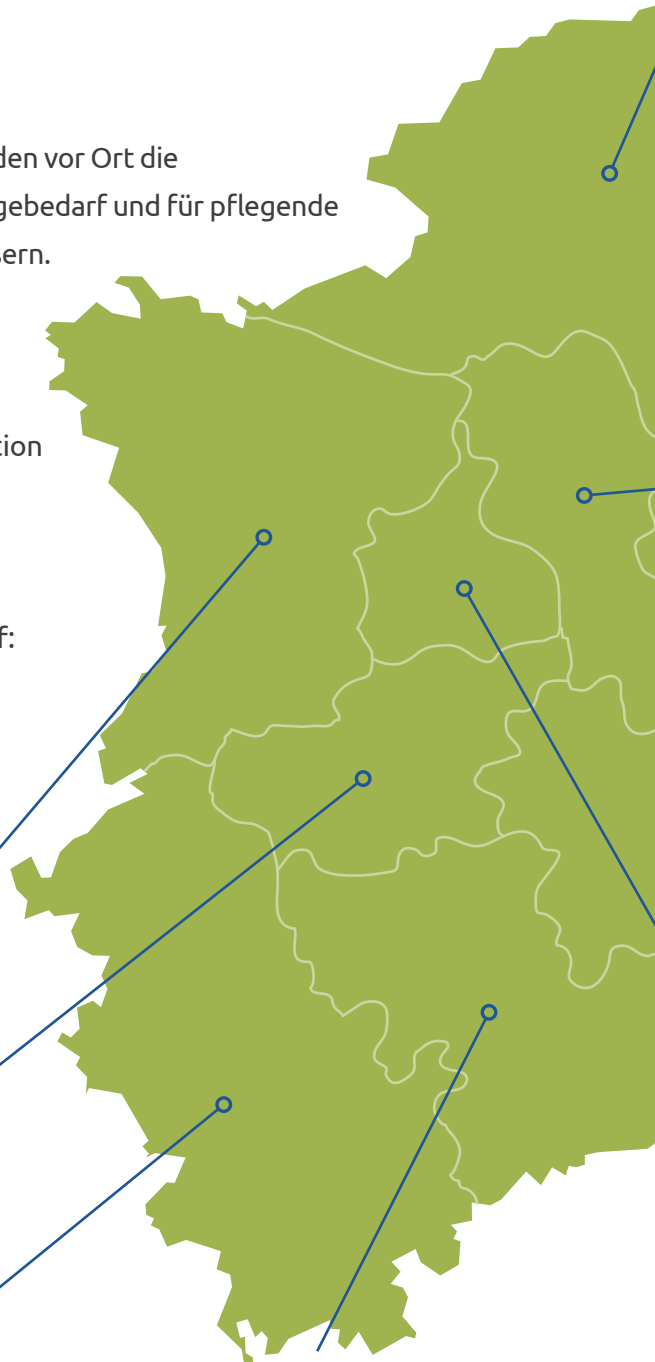 den vor Ort die
gebedarf und für pflegende
sern.
tion
f: